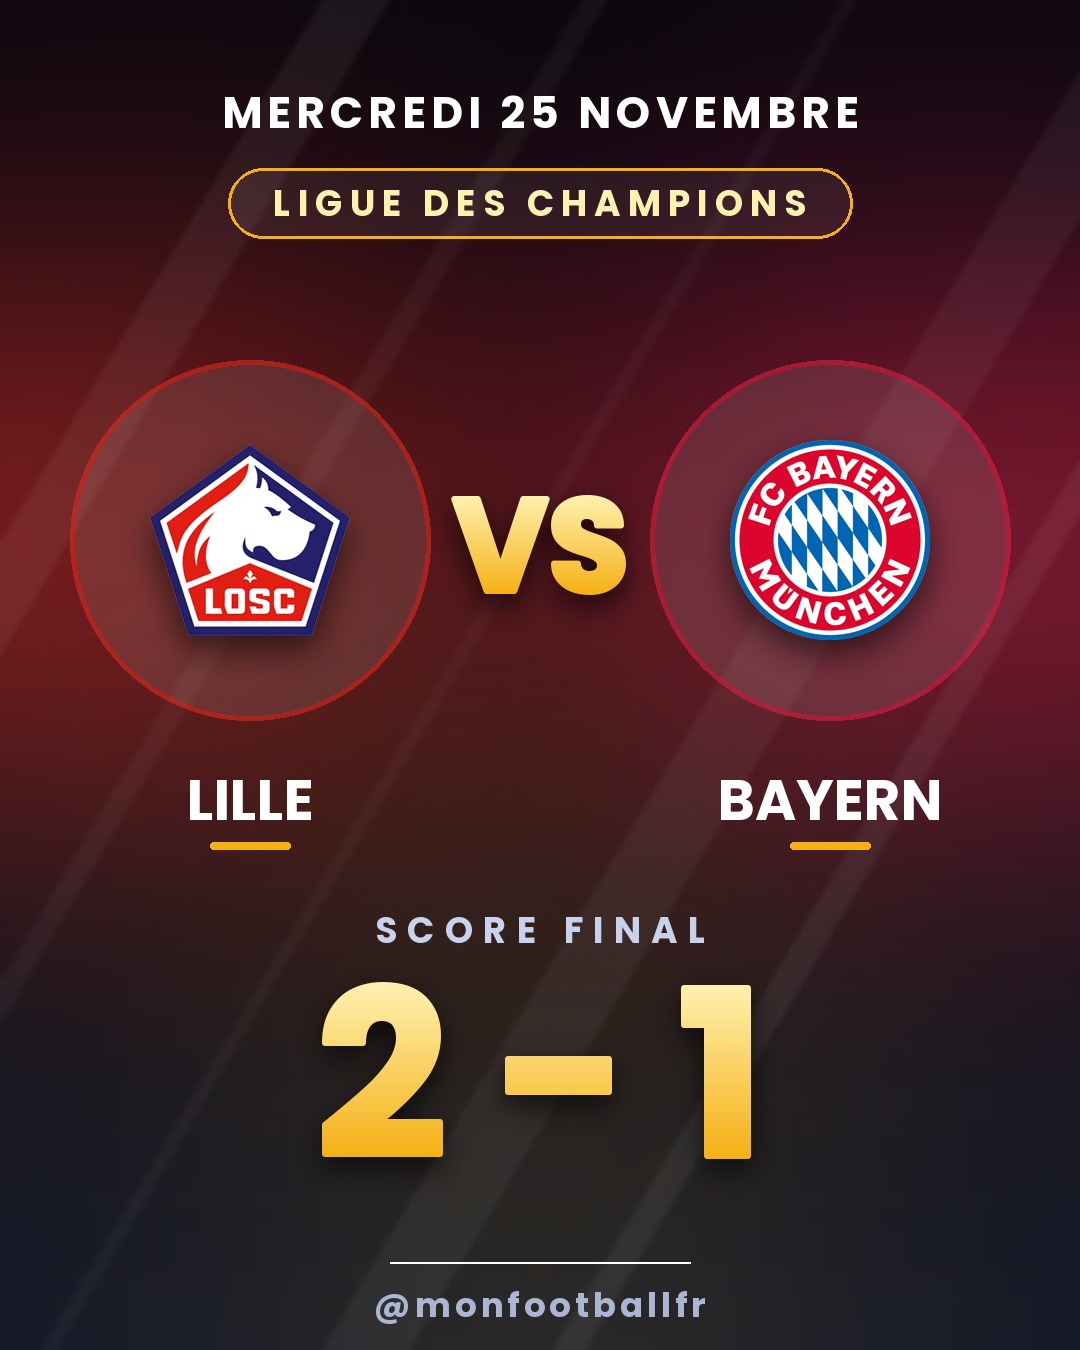 MERCREDI 25 NOVEMBRE
LIGUE DES CHAMPIONS
LOSC
VS
FC BAYERN
MÜNCHEN
LILLE
BAYERN
SCORE FINAL
2 - 1
@monfootballfr